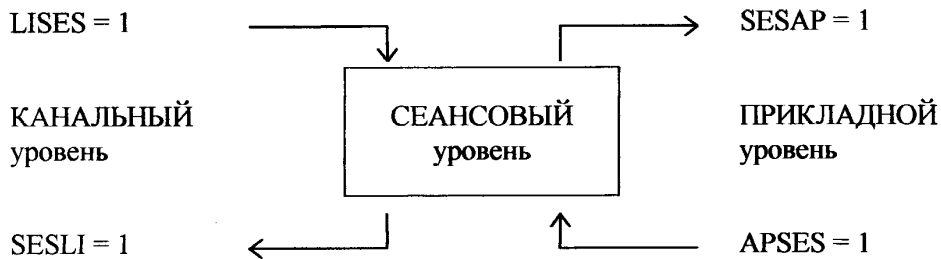 LISES = 1
SESAP = 1
КАНАЛЬНЫЙ
уровень
СЕАНСОВЫЙ
уровень
ПРИКЛАДНОЙ
уровень
SESLI = 1
APSES = 1